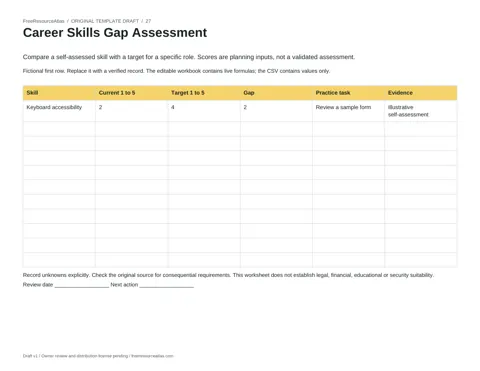 FreeResourceAtlas / ORIGINAL TEMPLATE DRAFT / 27
Career Skills Gap Assessment
Compare a self-assessed skill with a target for a specific role. Scores are planning inputs, not a validated assessment.
Fictional first row. Replace it with a verified record. The editable workbook contains live formulas; the CSV contains values only.
Skill Current 1 to 5 Target 1 to 5 Gap Practice task Evidence
Keyboard accessibility 2 4 2 Review a sample form Illustrative
self-assessment
Record unknowns explicitly. Check the original source for consequential requirements. This worksheet does not establish legal, financial, educational or security suitability.
Review date __________________ Next action __________________
Draft v1 / Owner review and distribution license pending / freeresourceatlas.com